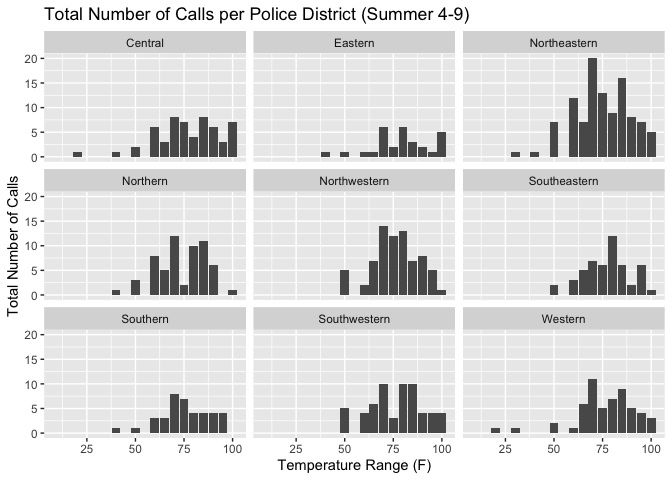 Total Number of Calls per Police District (Summer 4-9)
Central Eastern Northeastern
20
15
10
5
0
Northern Northwestern Southeastern
20
15
10
5
0
Southern Southwestern Western
20
15
10
5
0
25 50 75 100 25 50 75 100 25 50 75 100
Temperature Range (F)
Total Number of Calls